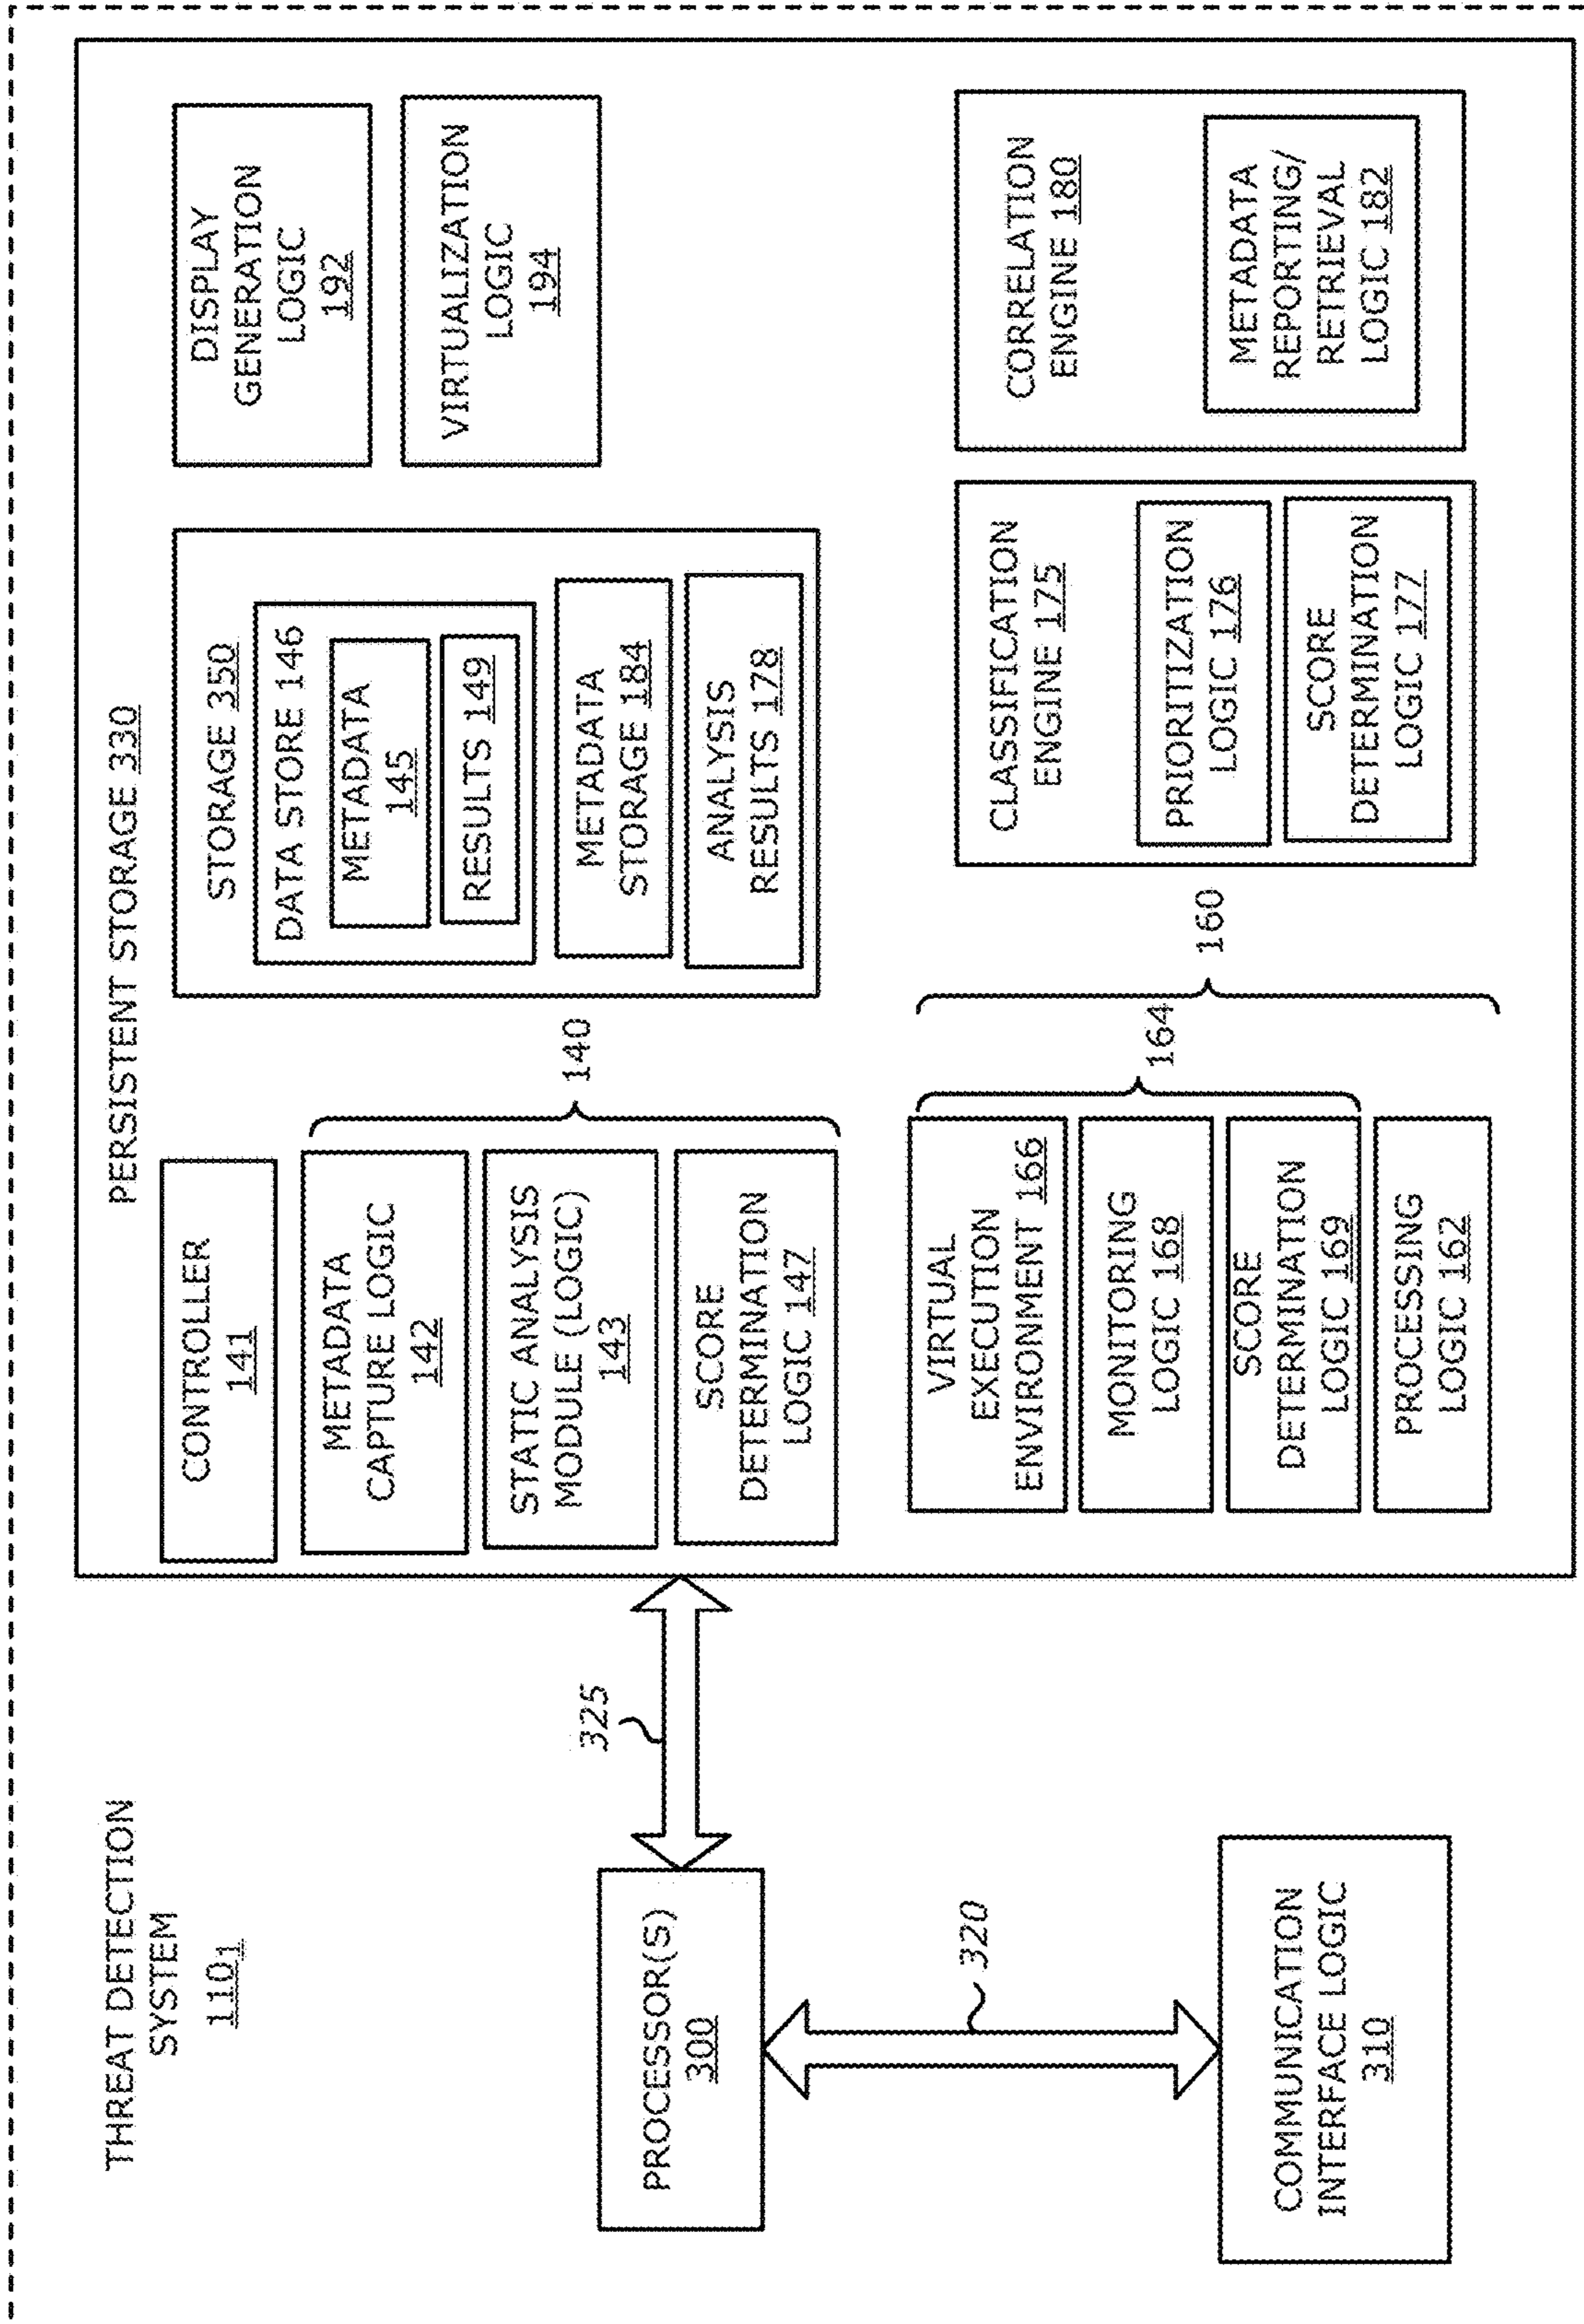 THREAT DETECTION
SYSTEM
110₁
PROCESSOR(S)
300
320
COMMUNICATION
INTERFACE LOGIC
310
325
PERSISTENT STORAGE 330
CONTROLLER
141
METADATA
CAPTURE LOGIC
142
STATIC ANALYSIS
MODULE (LOGIC)
143
SCORE
DETERMINATION
LOGIC 147
140
STORAGE 350
DATA STORE 146
METADATA
145
RESULTS 149
METADATA
STORAGE 184
ANALYSIS
RESULTS 178
DISPLAY
GENERATION
LOGIC
192
VIRTUALIZATION
LOGIC
194
VIRTUAL
EXECUTION
ENVIRONMENT 166
MONITORING
LOGIC 168
SCORE
DETERMINATION
LOGIC 169
PROCESSING
LOGIC 162
164
160
CLASSIFICATION
ENGINE 175
PRIORITIZATION
LOGIC 176
SCORE
DETERMINATION
LOGIC 177
CORRELATION
ENGINE 180
METADATA
REPORTING/
RETRIEVAL
LOGIC 182